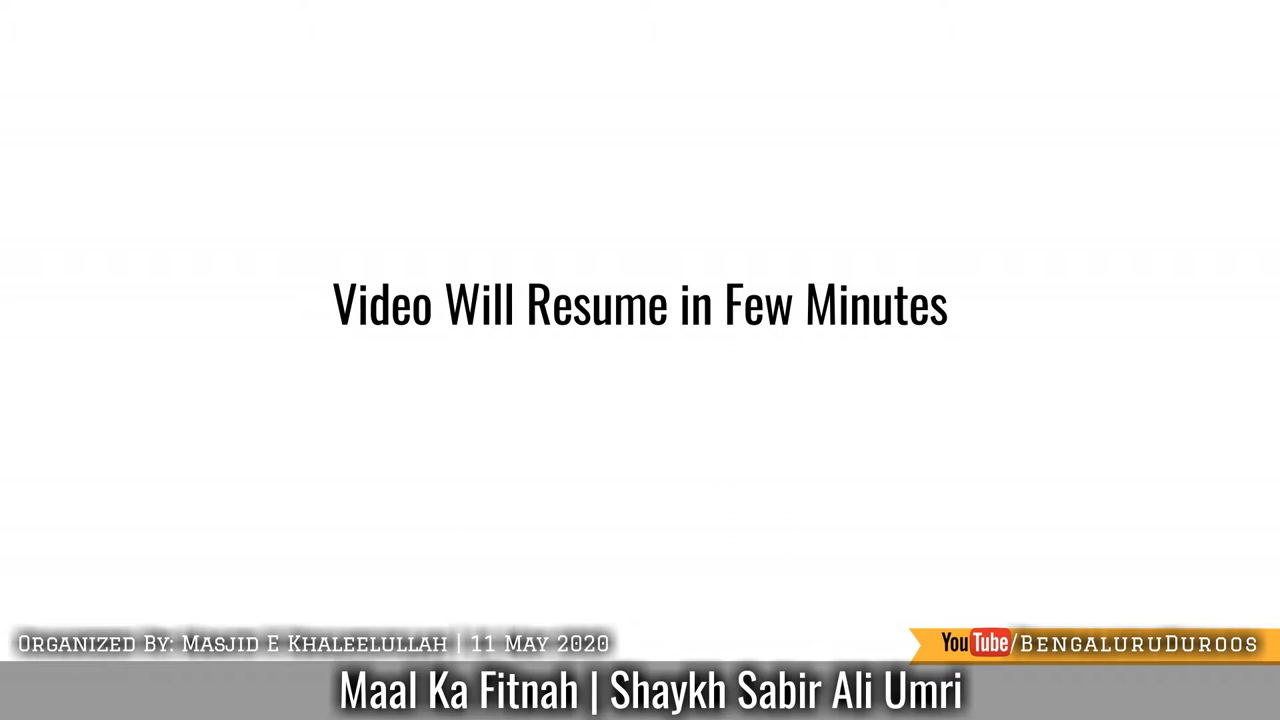 Video Will Resume in Few Minutes
Organized By: Masjid E Khaleelullah | 11 May 2020
YouTube/BengaluruDuroos
Maal Ka Fitnah | Shaykh Sabir Ali Umri